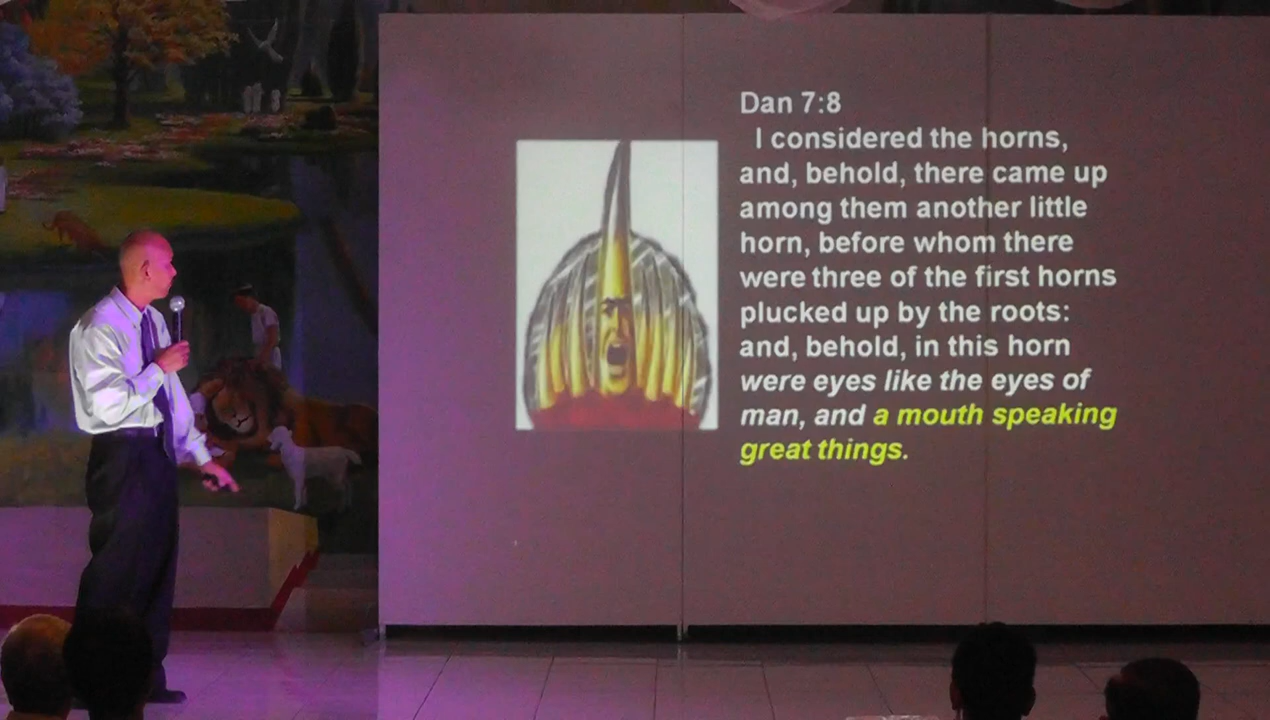 Dan 7:8
I considered the horns,
and, behold, there came up
among them another little
horn, before whom there
were three of the first horns
plucked up by the roots:
and, behold, in this horn
were eyes like the eyes of
man, and a mouth speaking
great things.